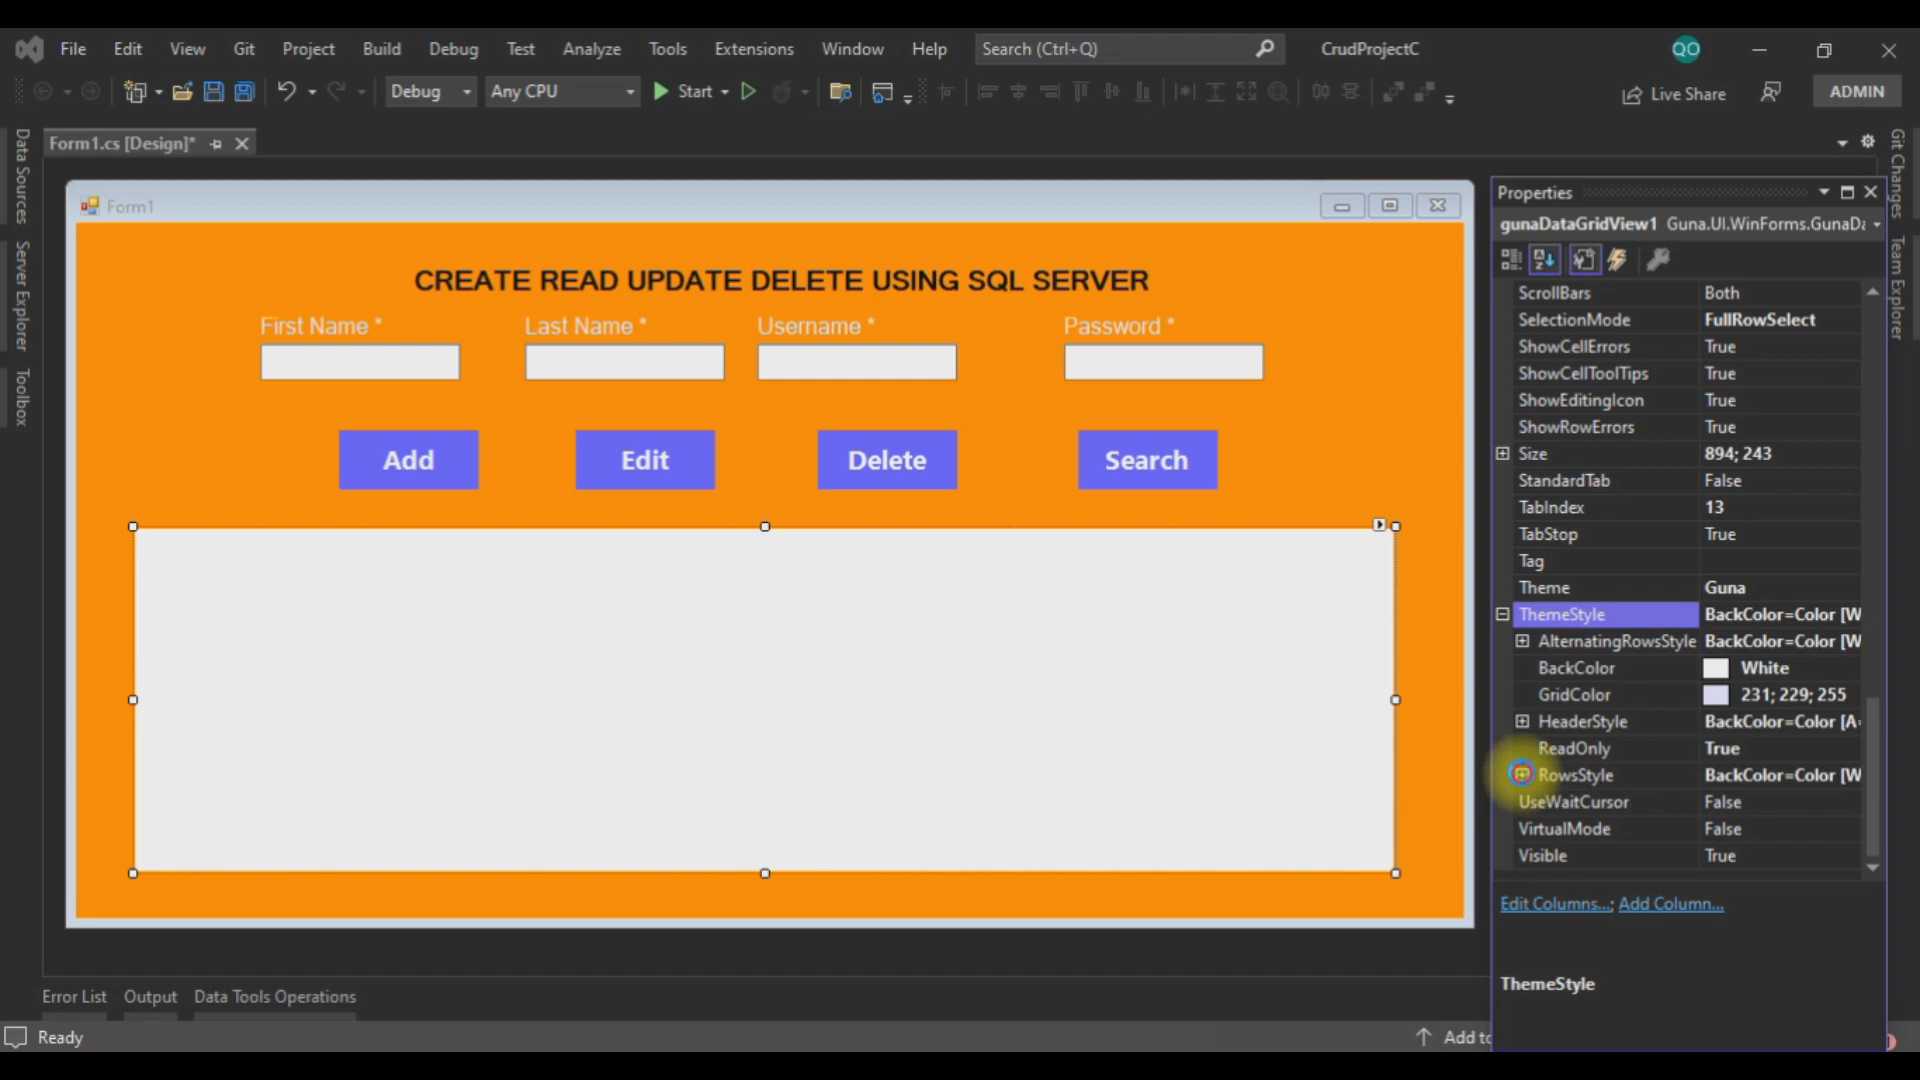 File Edit View Git Project Build Debug Test Analyze Tools Extensions Window Help Search (Ctrl+Q) CrudProjectC QO
Debug Any CPU Start Live Share ADMIN
Form1.cs [Design]*
Data Sources
Server Explorer
Toolbox
Form1
CREATE READ UPDATE DELETE USING SQL SERVER
First Name * Last Name * Username * Password *
Add Edit Delete Search
Properties
gunaDataGridView1 Guna.UI.WinForms.GunaDa
ScrollBars Both
SelectionMode FullRowSelect
ShowCellErrors True
ShowCellToolTips True
ShowEditingIcon True
ShowRowErrors True
Size 894; 243
StandardTab False
TabIndex 13
TabStop True
Tag
Theme Guna
ThemeStyle BackColor=Color [W
AlternatingRowsStyle BackColor=Color [W
BackColor White
GridColor 231; 229; 255
HeaderStyle BackColor=Color [A=
ReadOnly True
RowsStyle BackColor=Color [W
UseWaitCursor False
VirtualMode False
Visible True
Edit Columns...; Add Column...
ThemeStyle
Git Changes
Team Explorer
Error List Output Data Tools Operations
Ready Add to